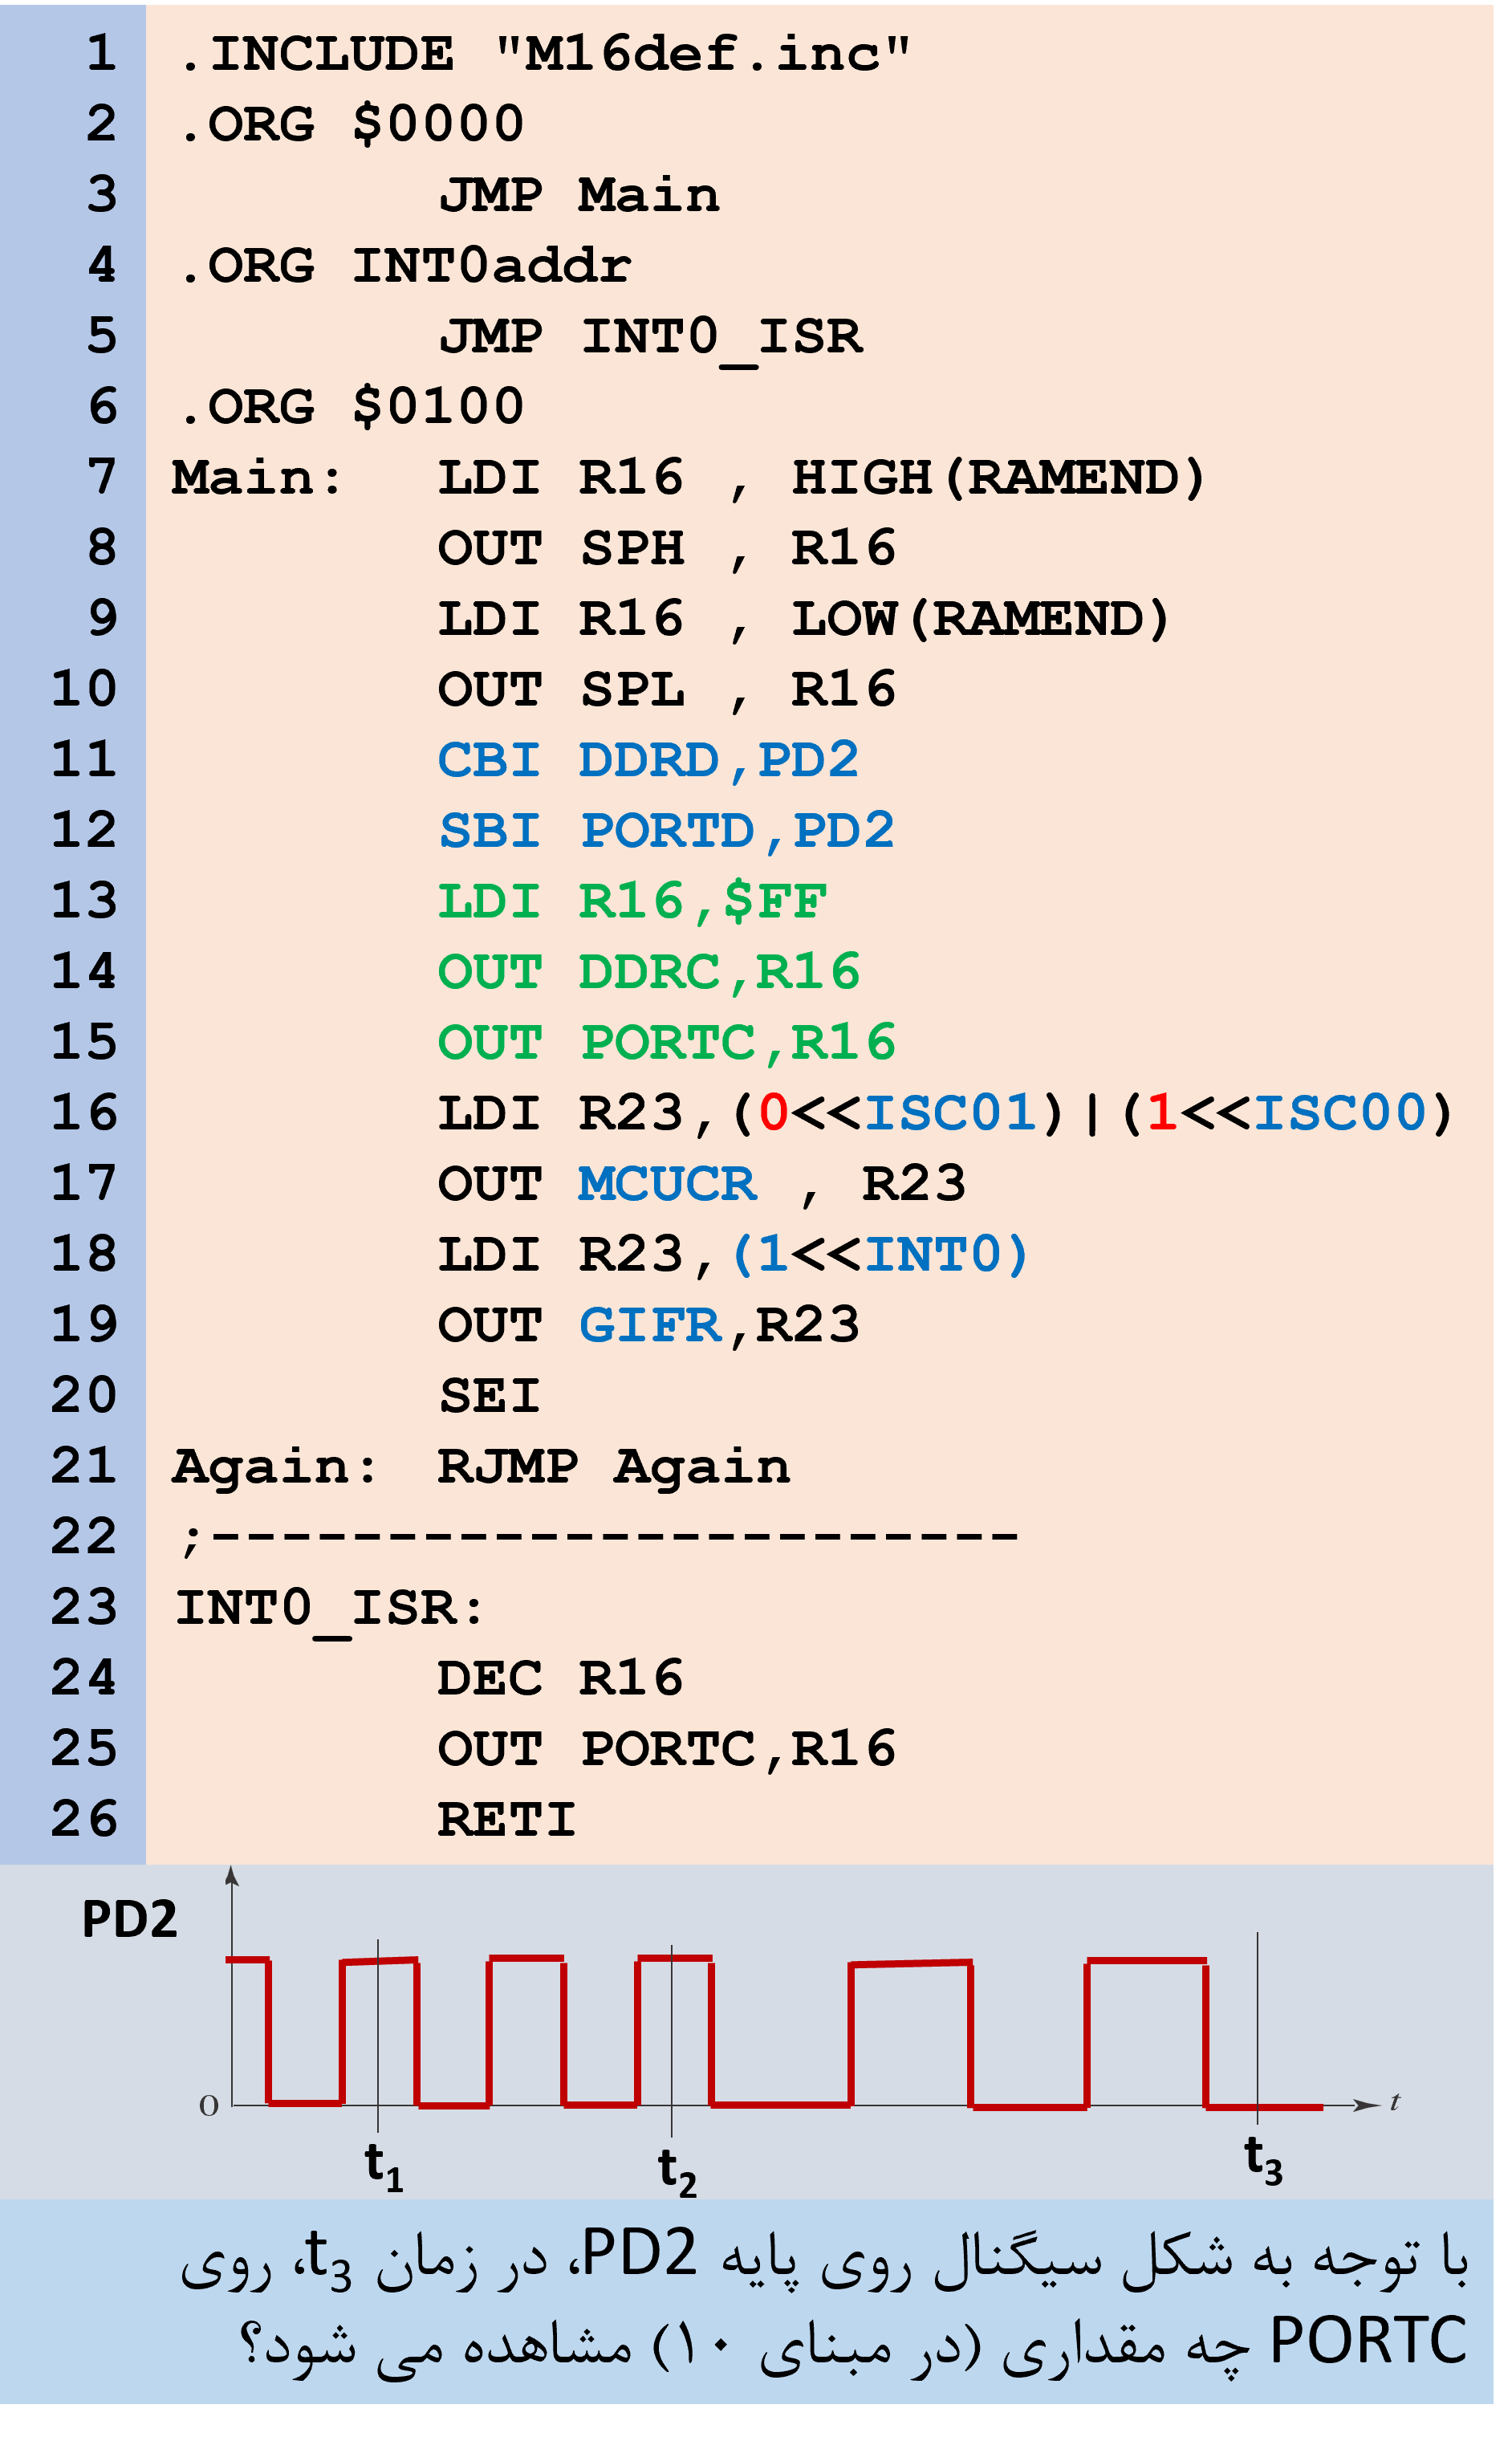 1 .INCLUDE "M16def.inc"
2 .ORG $0000
3 JMP Main
4 .ORG INT0addr
5 JMP INT0_ISR
6 .ORG $0100
7 Main: LDI R16 , HIGH(RAMEND)
8 OUT SPH , R16
9 LDI R16 , LOW(RAMEND)
10 OUT SPL , R16
11 CBI DDRD,PD2
12 SBI PORTD,PD2
13 LDI R16,$FF
14 OUT DDRC,R16
15 OUT PORTC,R16
16 LDI R23,(0<<ISC01)|(1<<ISC00)
17 OUT MCUCR , R23
18 LDI R23,(1<<INT0)
19 OUT GIFR,R23
20 SEI
21 Again: RJMP Again
22 ;-----------------------
23 INT0_ISR:
24 DEC R16
25 OUT PORTC,R16
26 RETI
PD2
0 t
t₁ t₂ t₃
با توجه به شکل سیگنال روی پایه PD2، در زمان t₃، روی
PORTC چه مقداری (در مبنای ۱۰) مشاهده می شود؟